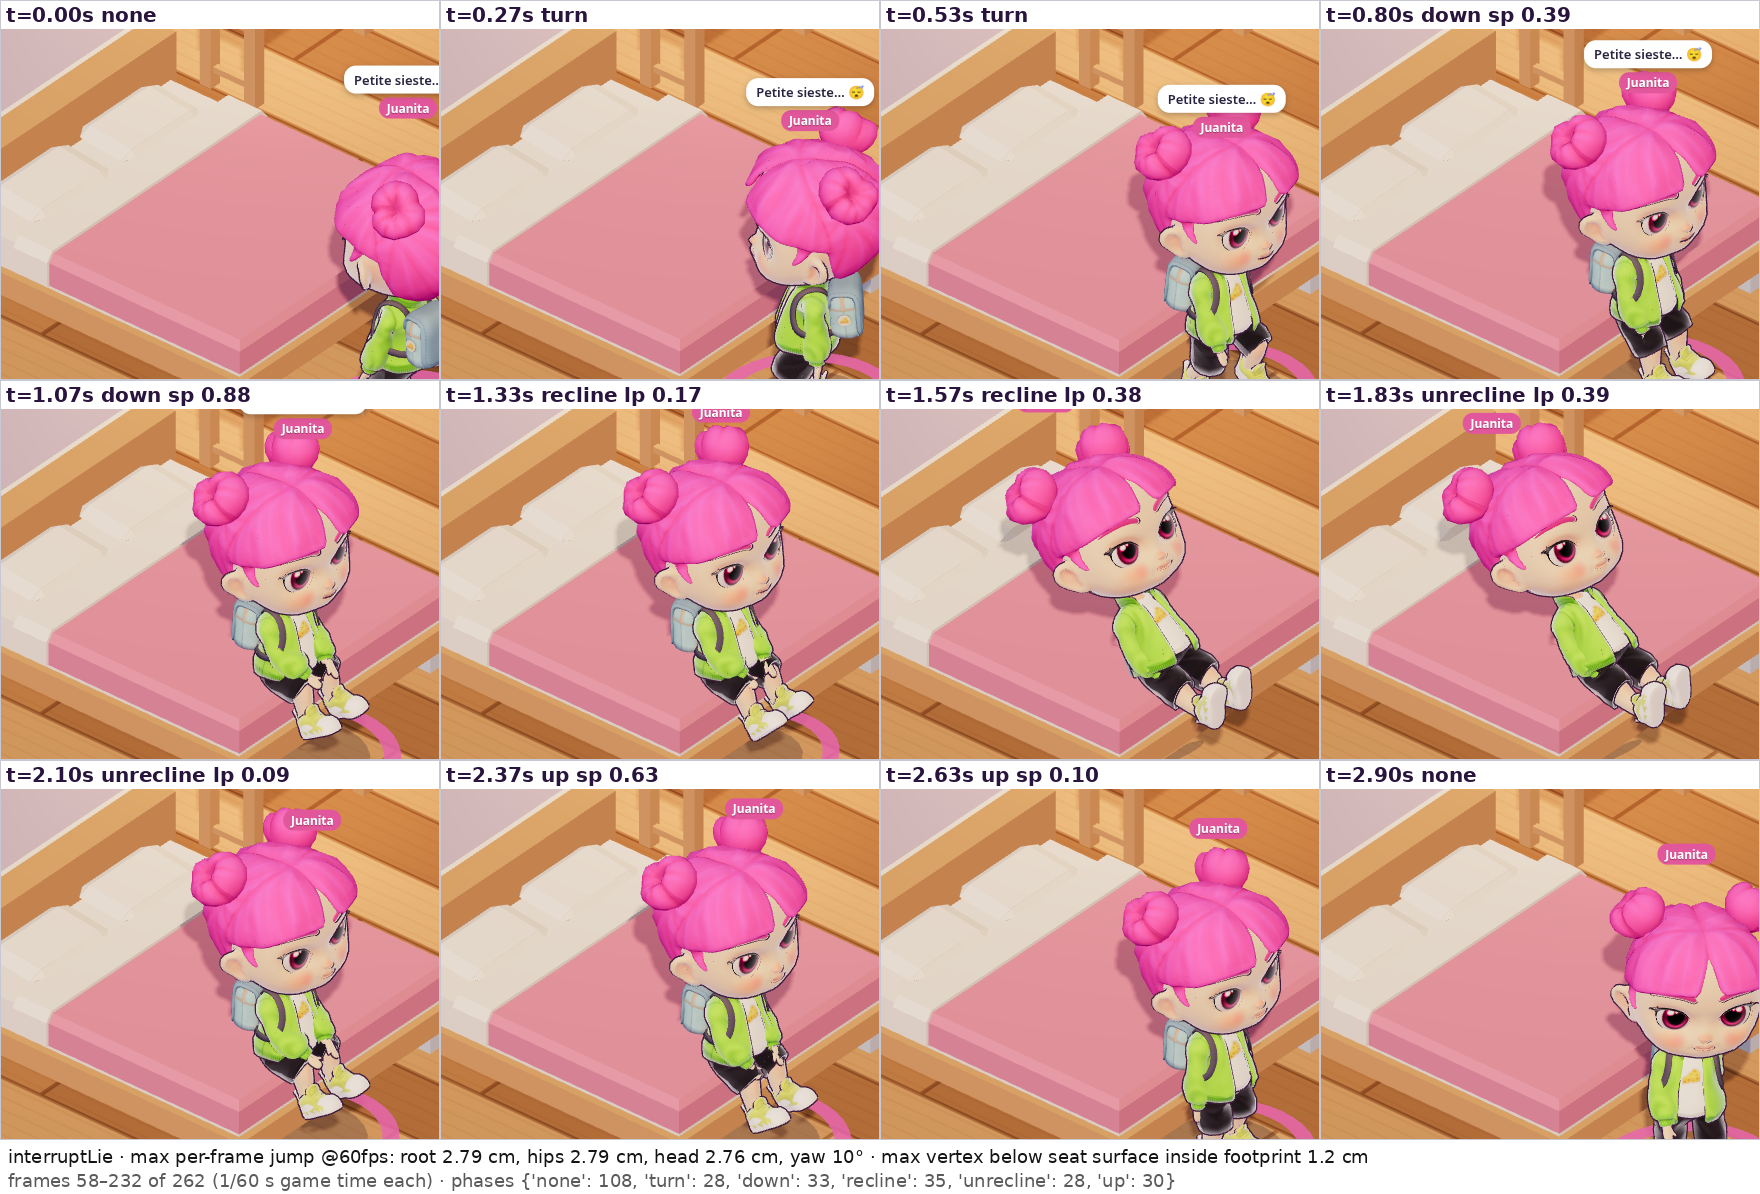 t=0.00s none
t=0.27s turn
t=0.53s turn
t=0.80s down sp 0.39
Petite sieste..
Juanita
Petite sieste... 😴
Juanita
Petite sieste... 😴
Juanita
Petite sieste... 😴
Juanita
t=1.07s down sp 0.88
t=1.33s recline lp 0.17
t=1.57s recline lp 0.38
t=1.83s unrecline lp 0.39
Juanita
Juanita
Juanita
t=2.10s unrecline lp 0.09
t=2.37s up sp 0.63
t=2.63s up sp 0.10
t=2.90s none
Juanita
Juanita
Juanita
Juanita
interruptLie · max per-frame jump @60fps: root 2.79 cm, hips 2.79 cm, head 2.76 cm, yaw 10° · max vertex below seat surface inside footprint 1.2 cm
frames 58–232 of 262 (1/60 s game time each) · phases {'none': 108, 'turn': 28, 'down': 33, 'recline': 35, 'unrecline': 28, 'up': 30}